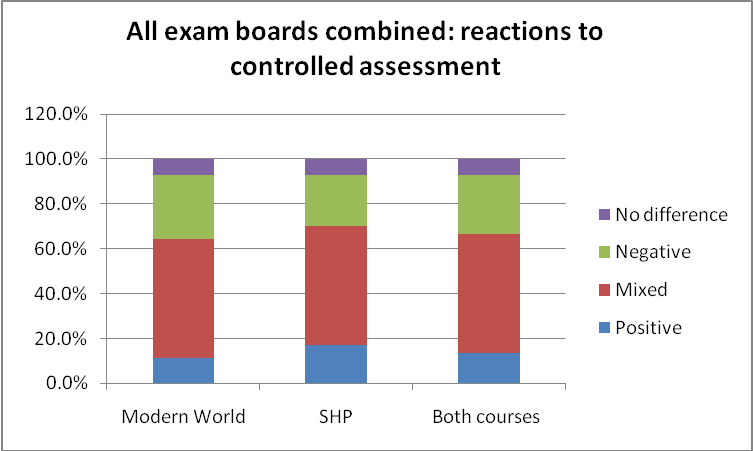 All exam boards combined: reactions to
controlled assessment
120.0%
100.0%
80.0%
60.0%
40.0%
20.0%
0.0%
Modern World
SHP
Both courses
No difference
Negative
Mixed
Positive